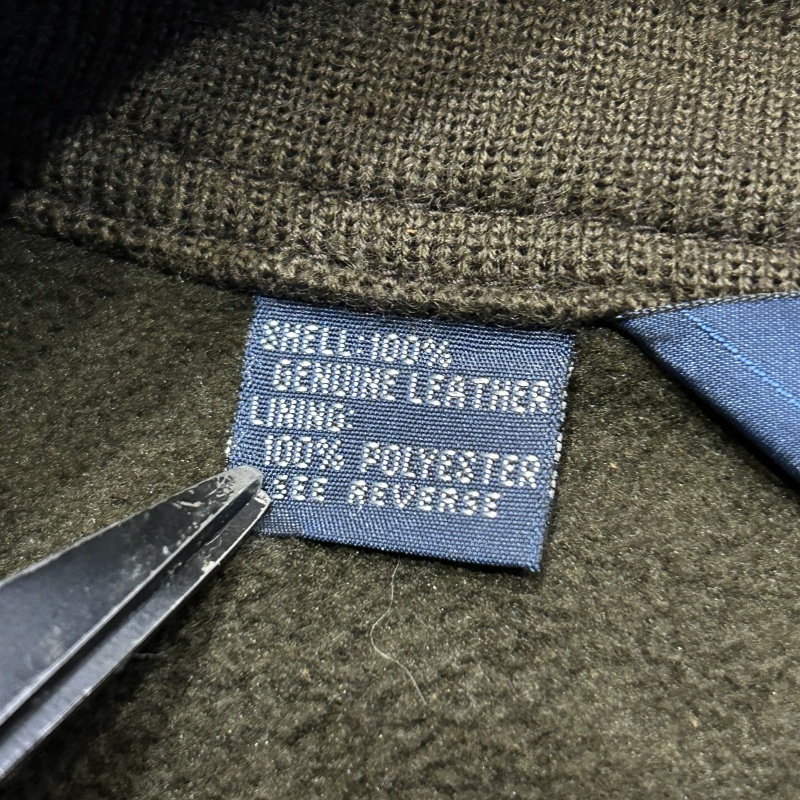 SHELL:100%
GENUINE LEATHER
LINING:
100% POLYESTER
SEE REVERSE